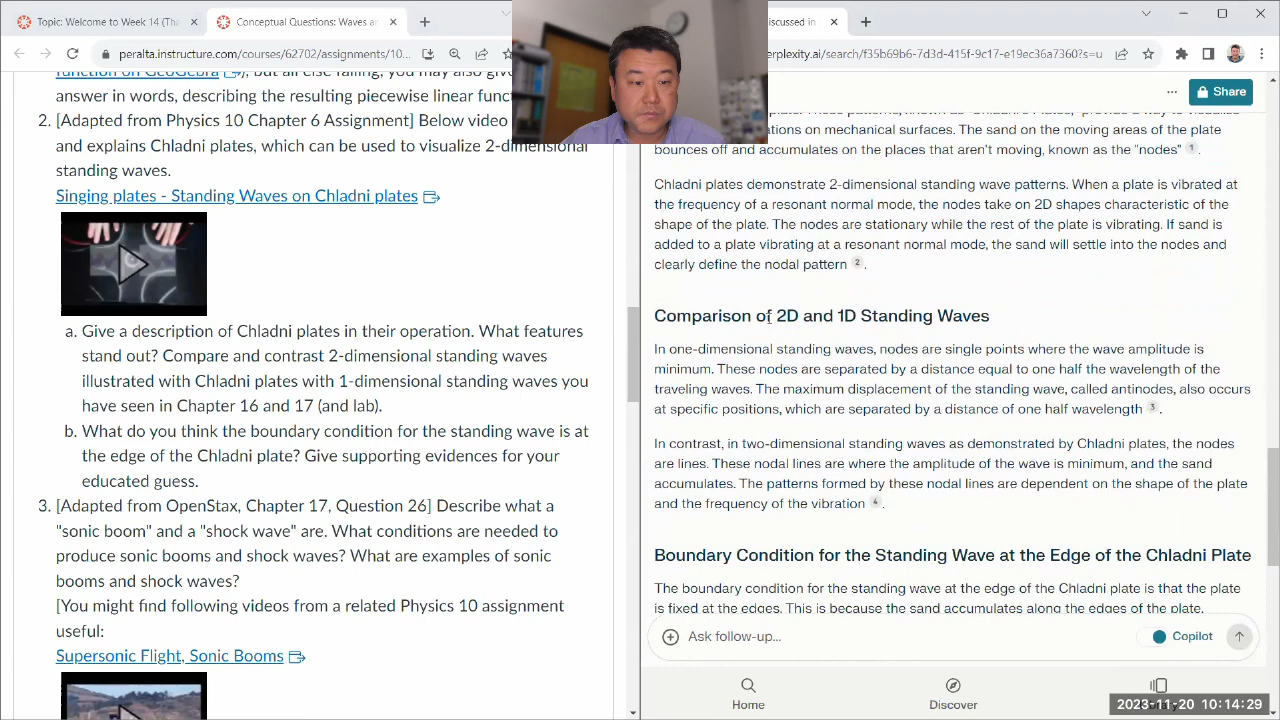 Topic: Welcome to Week 14 (Tha
Conceptual Questions: Waves a
scussed in
peralta.instructure.com/courses/62702/assignments/10...
erplexity.ai/search/f35b69b6-7d3d-415f-9c17-e19ec36a7360?s=u
function on GeoGebra), but all else failing, you may also give
answer in words, describing the resulting piecewise linear func
2. [Adapted from Physics 10 Chapter 6 Assignment] Below video
and explains Chladni plates, which can be used to visualize 2-dimensional
standing waves.
Singing plates - Standing Waves on Chladni plates
a. Give a description of Chladni plates in their operation. What features
stand out? Compare and contrast 2-dimensional standing waves
illustrated with Chladni plates with 1-dimensional standing waves you
have seen in Chapter 16 and 17 (and lab).
b. What do you think the boundary condition for the standing wave is at
the edge of the Chladni plate? Give supporting evidences for your
educated guess.
3. [Adapted from OpenStax, Chapter 17, Question 26] Describe what a
"sonic boom" and a "shock wave" are. What conditions are needed to
produce sonic booms and shock waves? What are examples of sonic
booms and shock waves?
[You might find following videos from a related Physics 10 assignment
useful:
Supersonic Flight, Sonic Booms
Share
ations on mechanical surfaces. The sand on the moving areas of the plate
bounces off and accumulates on the places that aren't moving, known as the "nodes" 1.
Chladni plates demonstrate 2-dimensional standing wave patterns. When a plate is vibrated at
the frequency of a resonant normal mode, the nodes take on 2D shapes characteristic of the
shape of the plate. The nodes are stationary while the rest of the plate is vibrating. If sand is
added to a plate vibrating at a resonant normal mode, the sand will settle into the nodes and
clearly define the nodal pattern 2.
Comparison of 2D and 1D Standing Waves
In one-dimensional standing waves, nodes are single points where the wave amplitude is
minimum. These nodes are separated by a distance equal to one half the wavelength of the
traveling waves. The maximum displacement of the standing wave, called antinodes, also occurs
at specific positions, which are separated by a distance of one half wavelength 3.
In contrast, in two-dimensional standing waves as demonstrated by Chladni plates, the nodes
are lines. These nodal lines are where the amplitude of the wave is minimum, and the sand
accumulates. The patterns formed by these nodal lines are dependent on the shape of the plate
and the frequency of the vibration 4.
Boundary Condition for the Standing Wave at the Edge of the Chladni Plate
The boundary condition for the standing wave at the edge of the Chladni plate is that the plate
is fixed at the edges. This is because the sand accumulates along the edges of the plate,
Ask follow-up...
Copilot
Home
Discover
2023-11-20 10:14:29